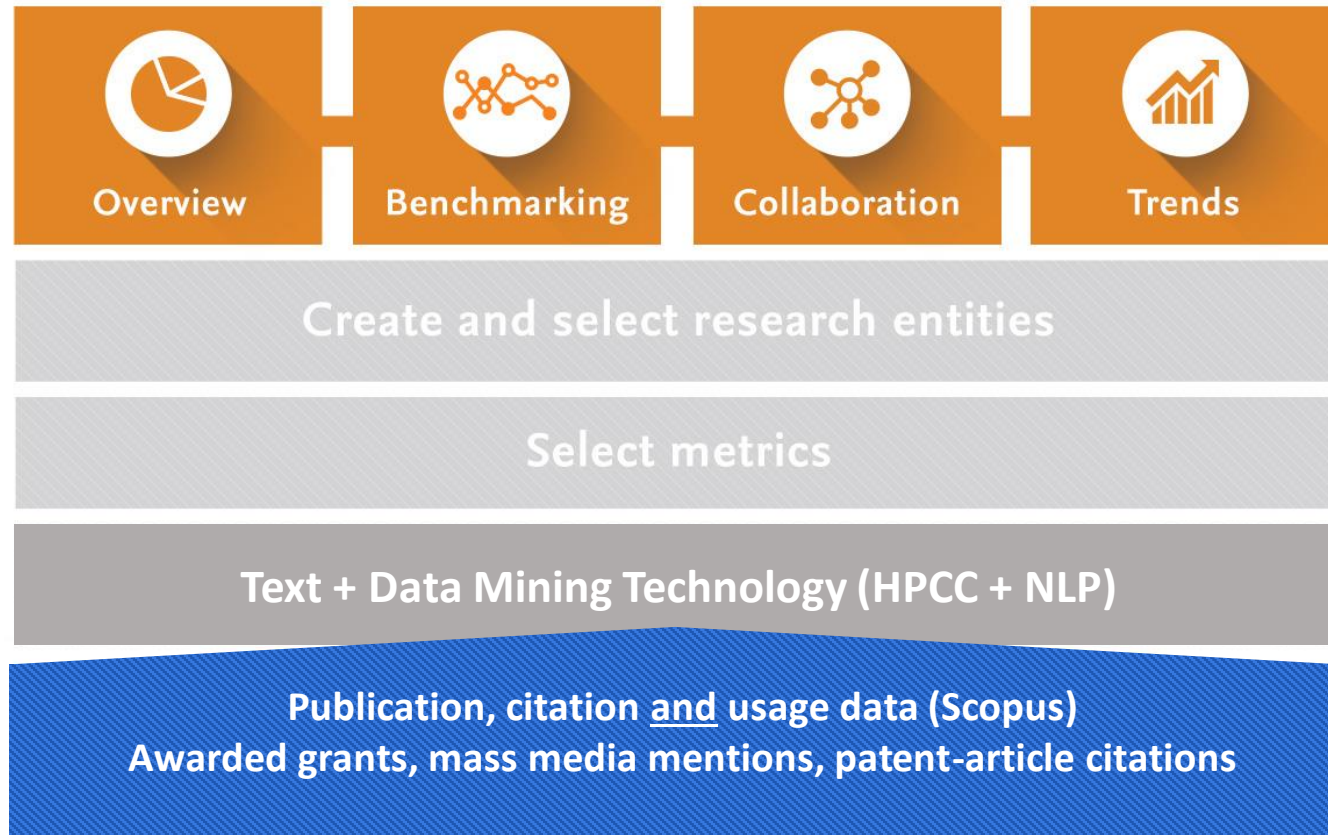 Overview
Benchmarking
Collaboration
Trends
Create and select research entities
Select metrics
Text + Data Mining Technology (HPCC + NLP)
Publication, citation and usage data (Scopus)
Awarded grants, mass media mentions, patent-article citations